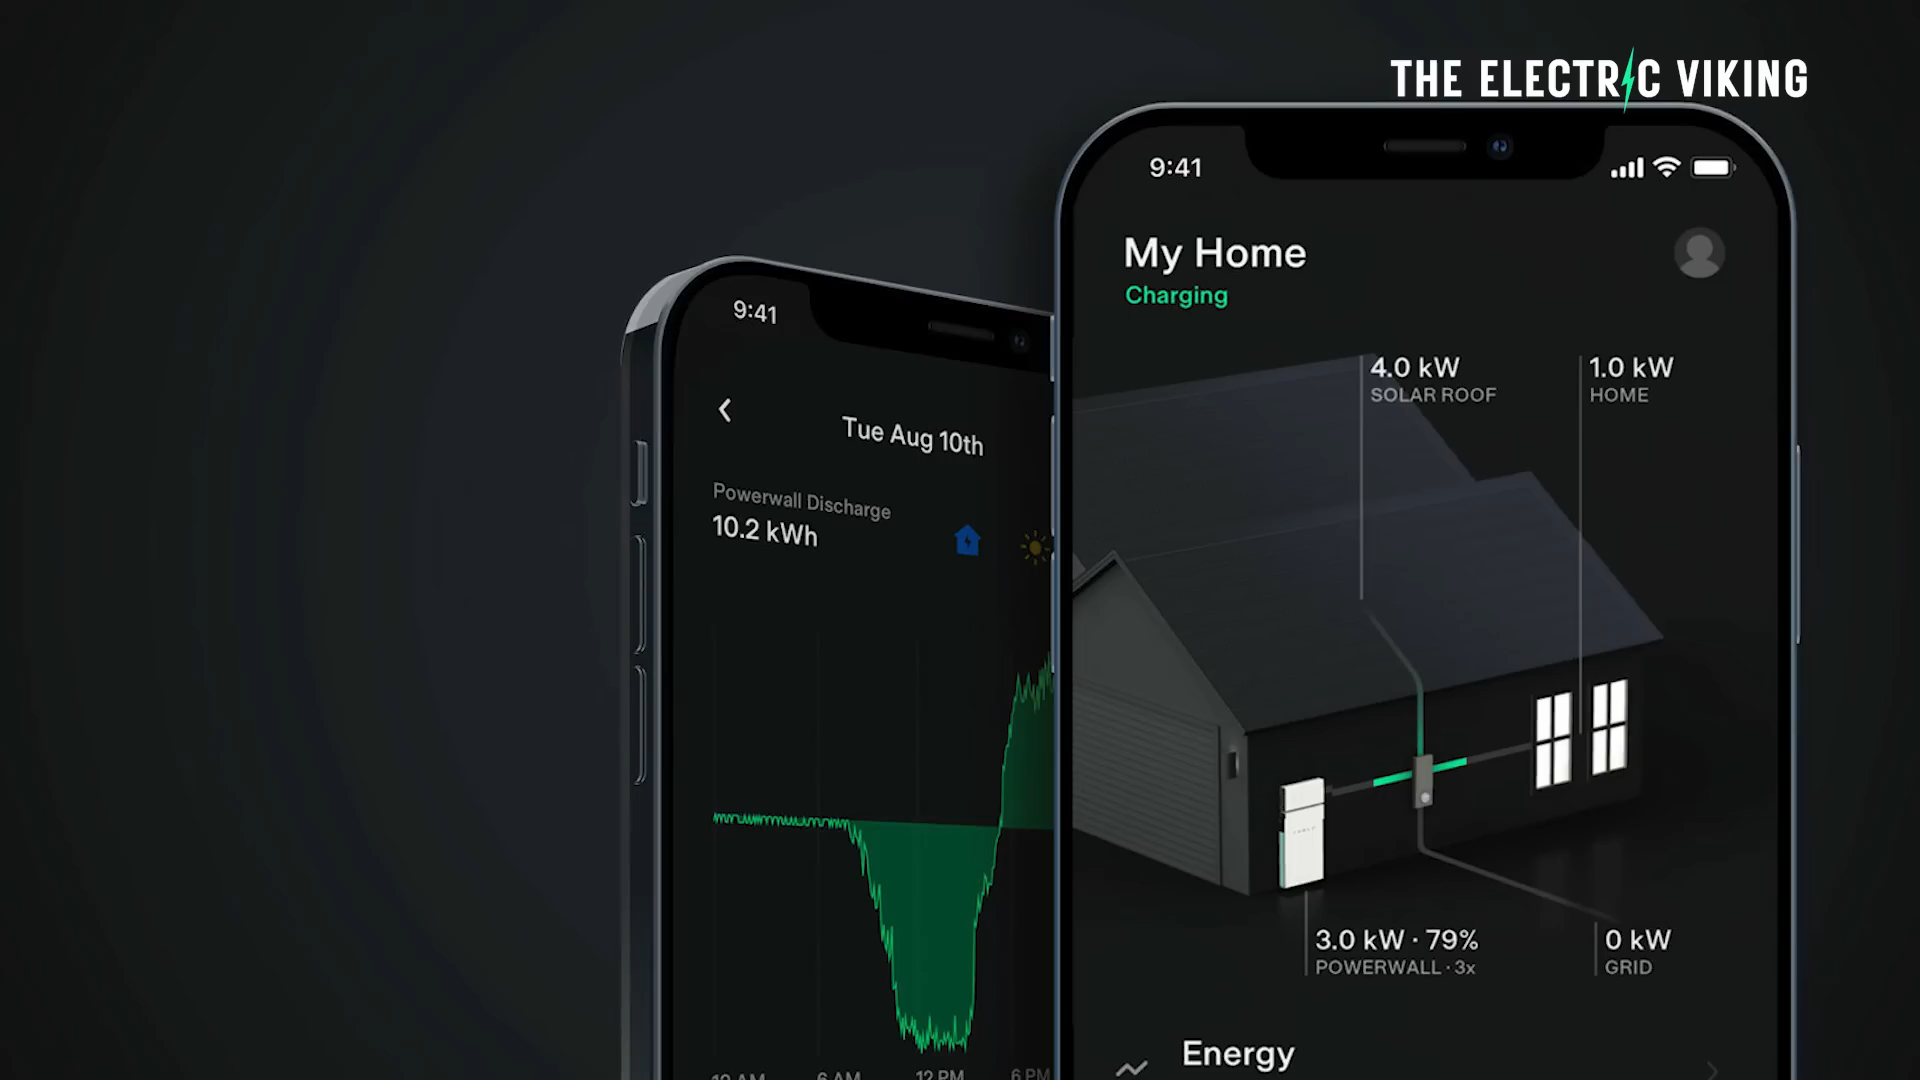 THE ELECTRIC VIKING
9:41
My Home
Charging
4.0 kW
SOLAR ROOF
1.0 kW
HOME
3.0 kW · 79%
POWERWALL · 3x
0 kW
GRID
Energy
9:41
Tue Aug 10th
Powerwall Discharge
10.2 kWh
6 AM
12 PM
6 PM